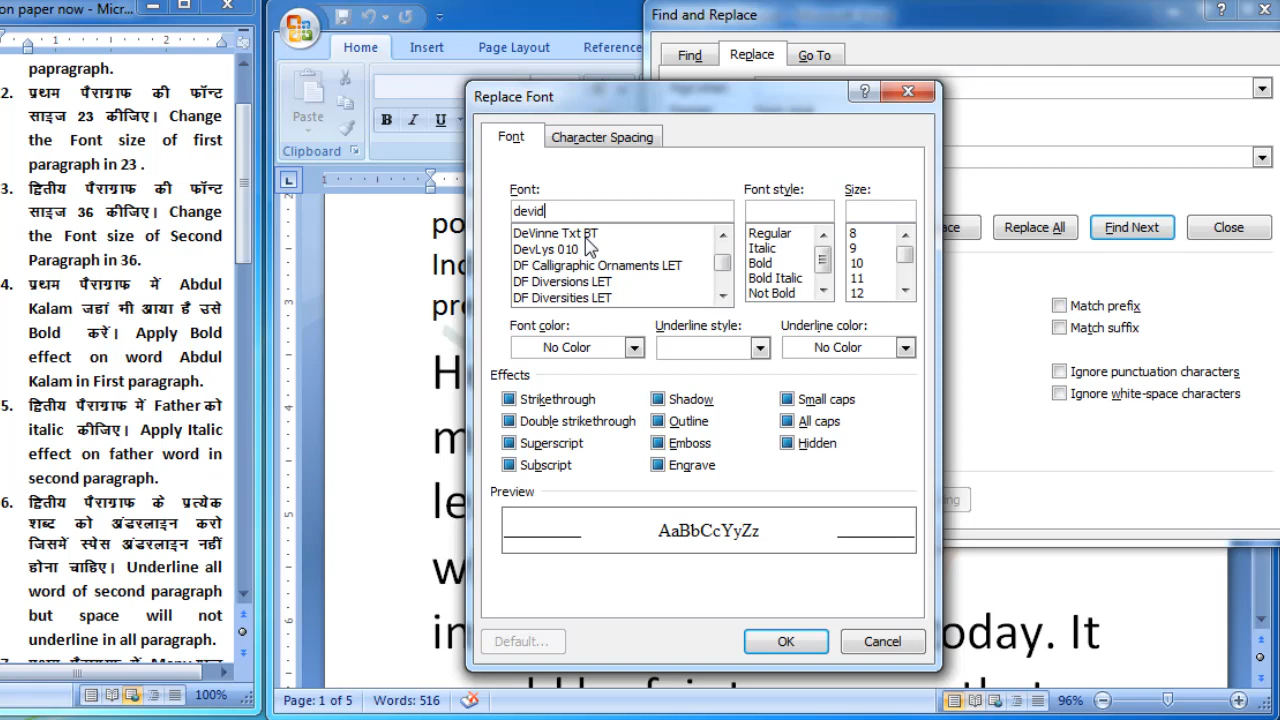 on paper now - Micr...
1 2
papragraph.
2. प्रथम पैराग्राफ की फॉन्ट
साइज 23 कीजिए। Change
the Font size of first
paragraph in 23 .
3. द्वितीय पैराग्राफ की फॉन्ट
साइज 36 कीजिए। Change
the Font size of Second
Paragraph in 36.
4. प्रथम पैराग्राफ में Abdul
Kalam जहां भी आया है उसे
Bold करें। Apply Bold
effect on word Abdul
Kalam in First paragraph.
5. द्वितीय पैराग्राफ में Father को
italic कीजिए। Apply Italic
effect on father word in
second paragraph.
6. द्वितीय पैराग्राफ के प्रत्येक
शब्द को अंडरलाइन करो
जिसमें स्पेस अंडरलाइन नहीं
होना चाहिए। Underline all
word of second paragraph
but space will not
underline in all paragraph.
100%
Home Insert Page Layout Reference
Paste
B I U
Clipboard
Find and Replace
Find Replace Go To
Replace Font
Font Character Spacing
Font: Font style: Size:
devid
DeVinne Txt BT Regular 8
DevLys 010 Italic 9
DF Calligraphic Ornaments LET Bold 10
DF Diversions LET Bold Italic 11
DF Diversities LET Not Bold 12
Font color: Underline style: Underline color:
No Color No Color
Effects
Strikethrough Shadow Small caps
Double strikethrough Outline All caps
Superscript Emboss Hidden
Subscript Engrave
Preview
AaBbCcYyZz
Default... OK Cancel
ace Replace All Find Next Close
Match prefix
Match suffix
Ignore punctuation characters
Ignore white-space characters
ng
po
Inc
pre
H
m
le
w
in oday. It
Page: 1 of 5 Words: 516 96%